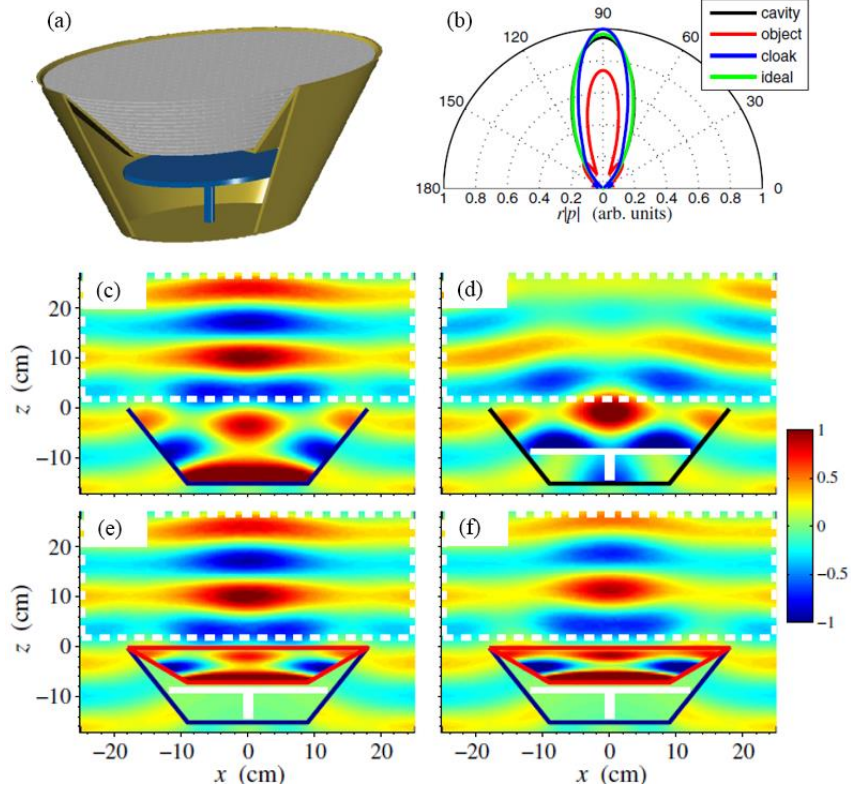 (a)
(b)
90
120
60
150
30
180
0
1 0.8 0.6 0.4 0.2 0 0.2 0.4 0.6 0.8 1
r|p| (arb. units)
cavity
object
cloak
ideal
(c)
(d)
20
10
0
−10
z (cm)
1
0.5
0
−0.5
−1
(e)
(f)
20
10
0
−10
z (cm)
−20 −10 0 10 20
x (cm)
−20 −10 0 10 20
x (cm)